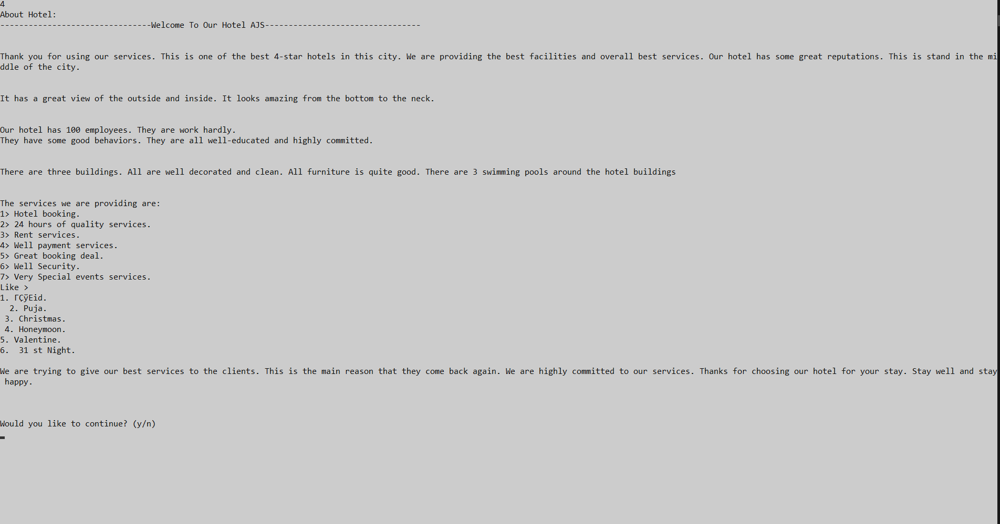 4
About Hotel:
--------------------------------Welcome To Our Hotel AJS---------------------------------
Thank you for using our services. This is one of the best 4-star hotels in this city. We are providing the best facilities and overall best services. Our hotel has some great reputations. This is stand in the mi
ddle of the city.
It has a great view of the outside and inside. It looks amazing from the bottom to the neck.
Our hotel has 100 employees. They are work hardly.
They have some good behaviors. They are all well-educated and highly committed.
There are three buildings. All are well decorated and clean. All furniture is quite good. There are 3 swimming pools around the hotel buildings
The services we are providing are:
1> Hotel booking.
2> 24 hours of quality services.
3> Rent services.
4> Well payment services.
5> Great booking deal.
6> Well Security.
7> Very Special events services.
Like >
1. ΓÇÿEid.
  2. Puja.
 3. Christmas.
 4. Honeymoon.
5. Valentine.
6.  31 st Night.
We are trying to give our best services to the clients. This is the main reason that they come back again. We are highly committed to our services. Thanks for choosing our hotel for your stay. Stay well and stay
 happy.
Would you like to continue? (y/n)